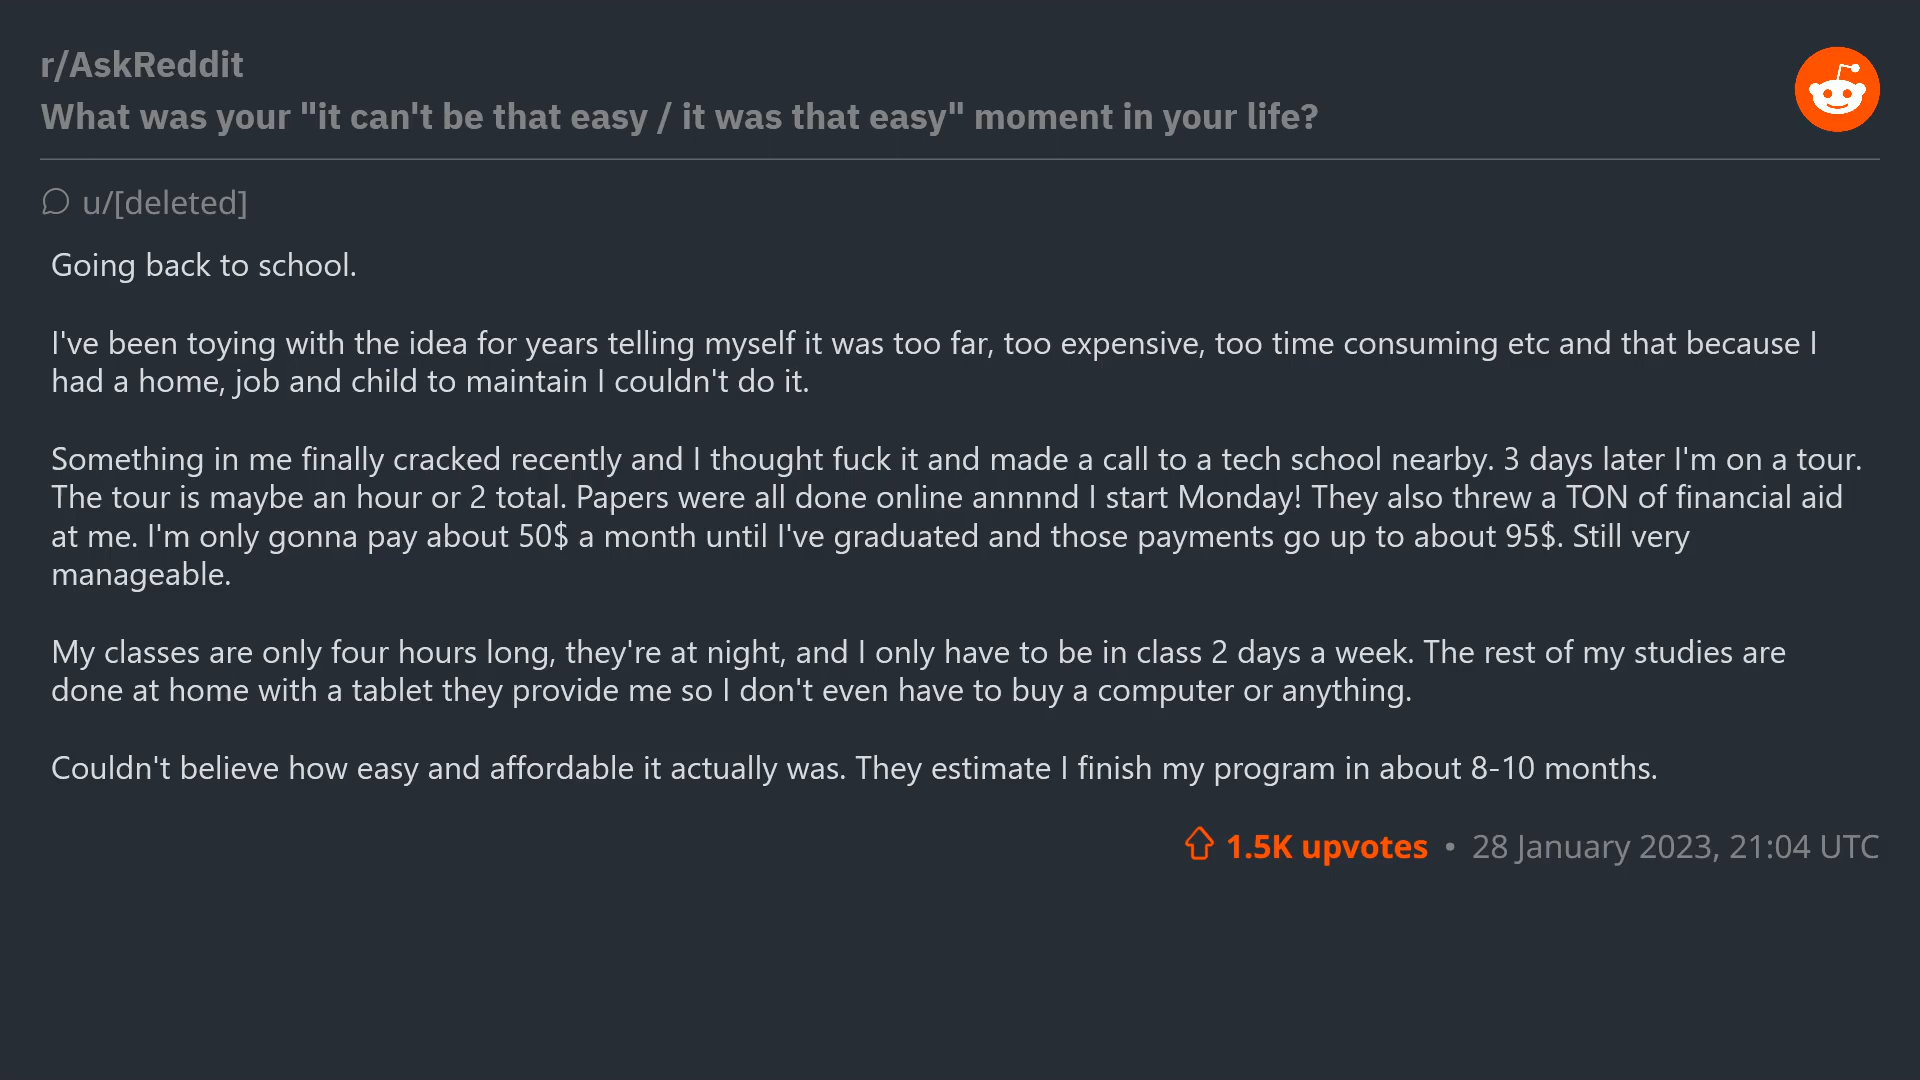 r/AskReddit
What was your "it can't be that easy / it was that easy" moment in your life?
u/[deleted]
Going back to school.
I've been toying with the idea for years telling myself it was too far, too expensive, too time consuming etc and that because I
had a home, job and child to maintain I couldn't do it.
Something in me finally cracked recently and I thought fuck it and made a call to a tech school nearby. 3 days later I'm on a tour.
The tour is maybe an hour or 2 total. Papers were all done online annnnd I start Monday! They also threw a TON of financial aid
at me. I'm only gonna pay about 50$ a month until I've graduated and those payments go up to about 95$. Still very
manageable.
My classes are only four hours long, they're at night, and I only have to be in class 2 days a week. The rest of my studies are
done at home with a tablet they provide me so I don't even have to buy a computer or anything.
Couldn't believe how easy and affordable it actually was. They estimate I finish my program in about 8-10 months.
1.5K upvotes • 28 January 2023, 21:04 UTC